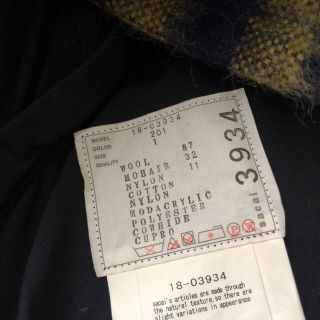 MODEL 18-03934
COLOR 201
SIZE 1
QUALITY
WOOL 57
MOHAIR 32
NYLON 11
COTTON
NYLON
MODACRYLIC
POLYESTER
COWHIDE
CUPRO
sacai 3934
18-03934
sacai's articles are made through
the natural texture, so there are
slight variations in appearance